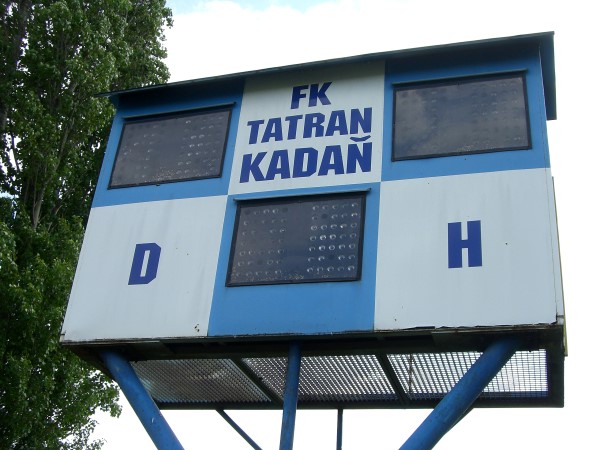 FK
TATRAN
KADAŇ
D
H